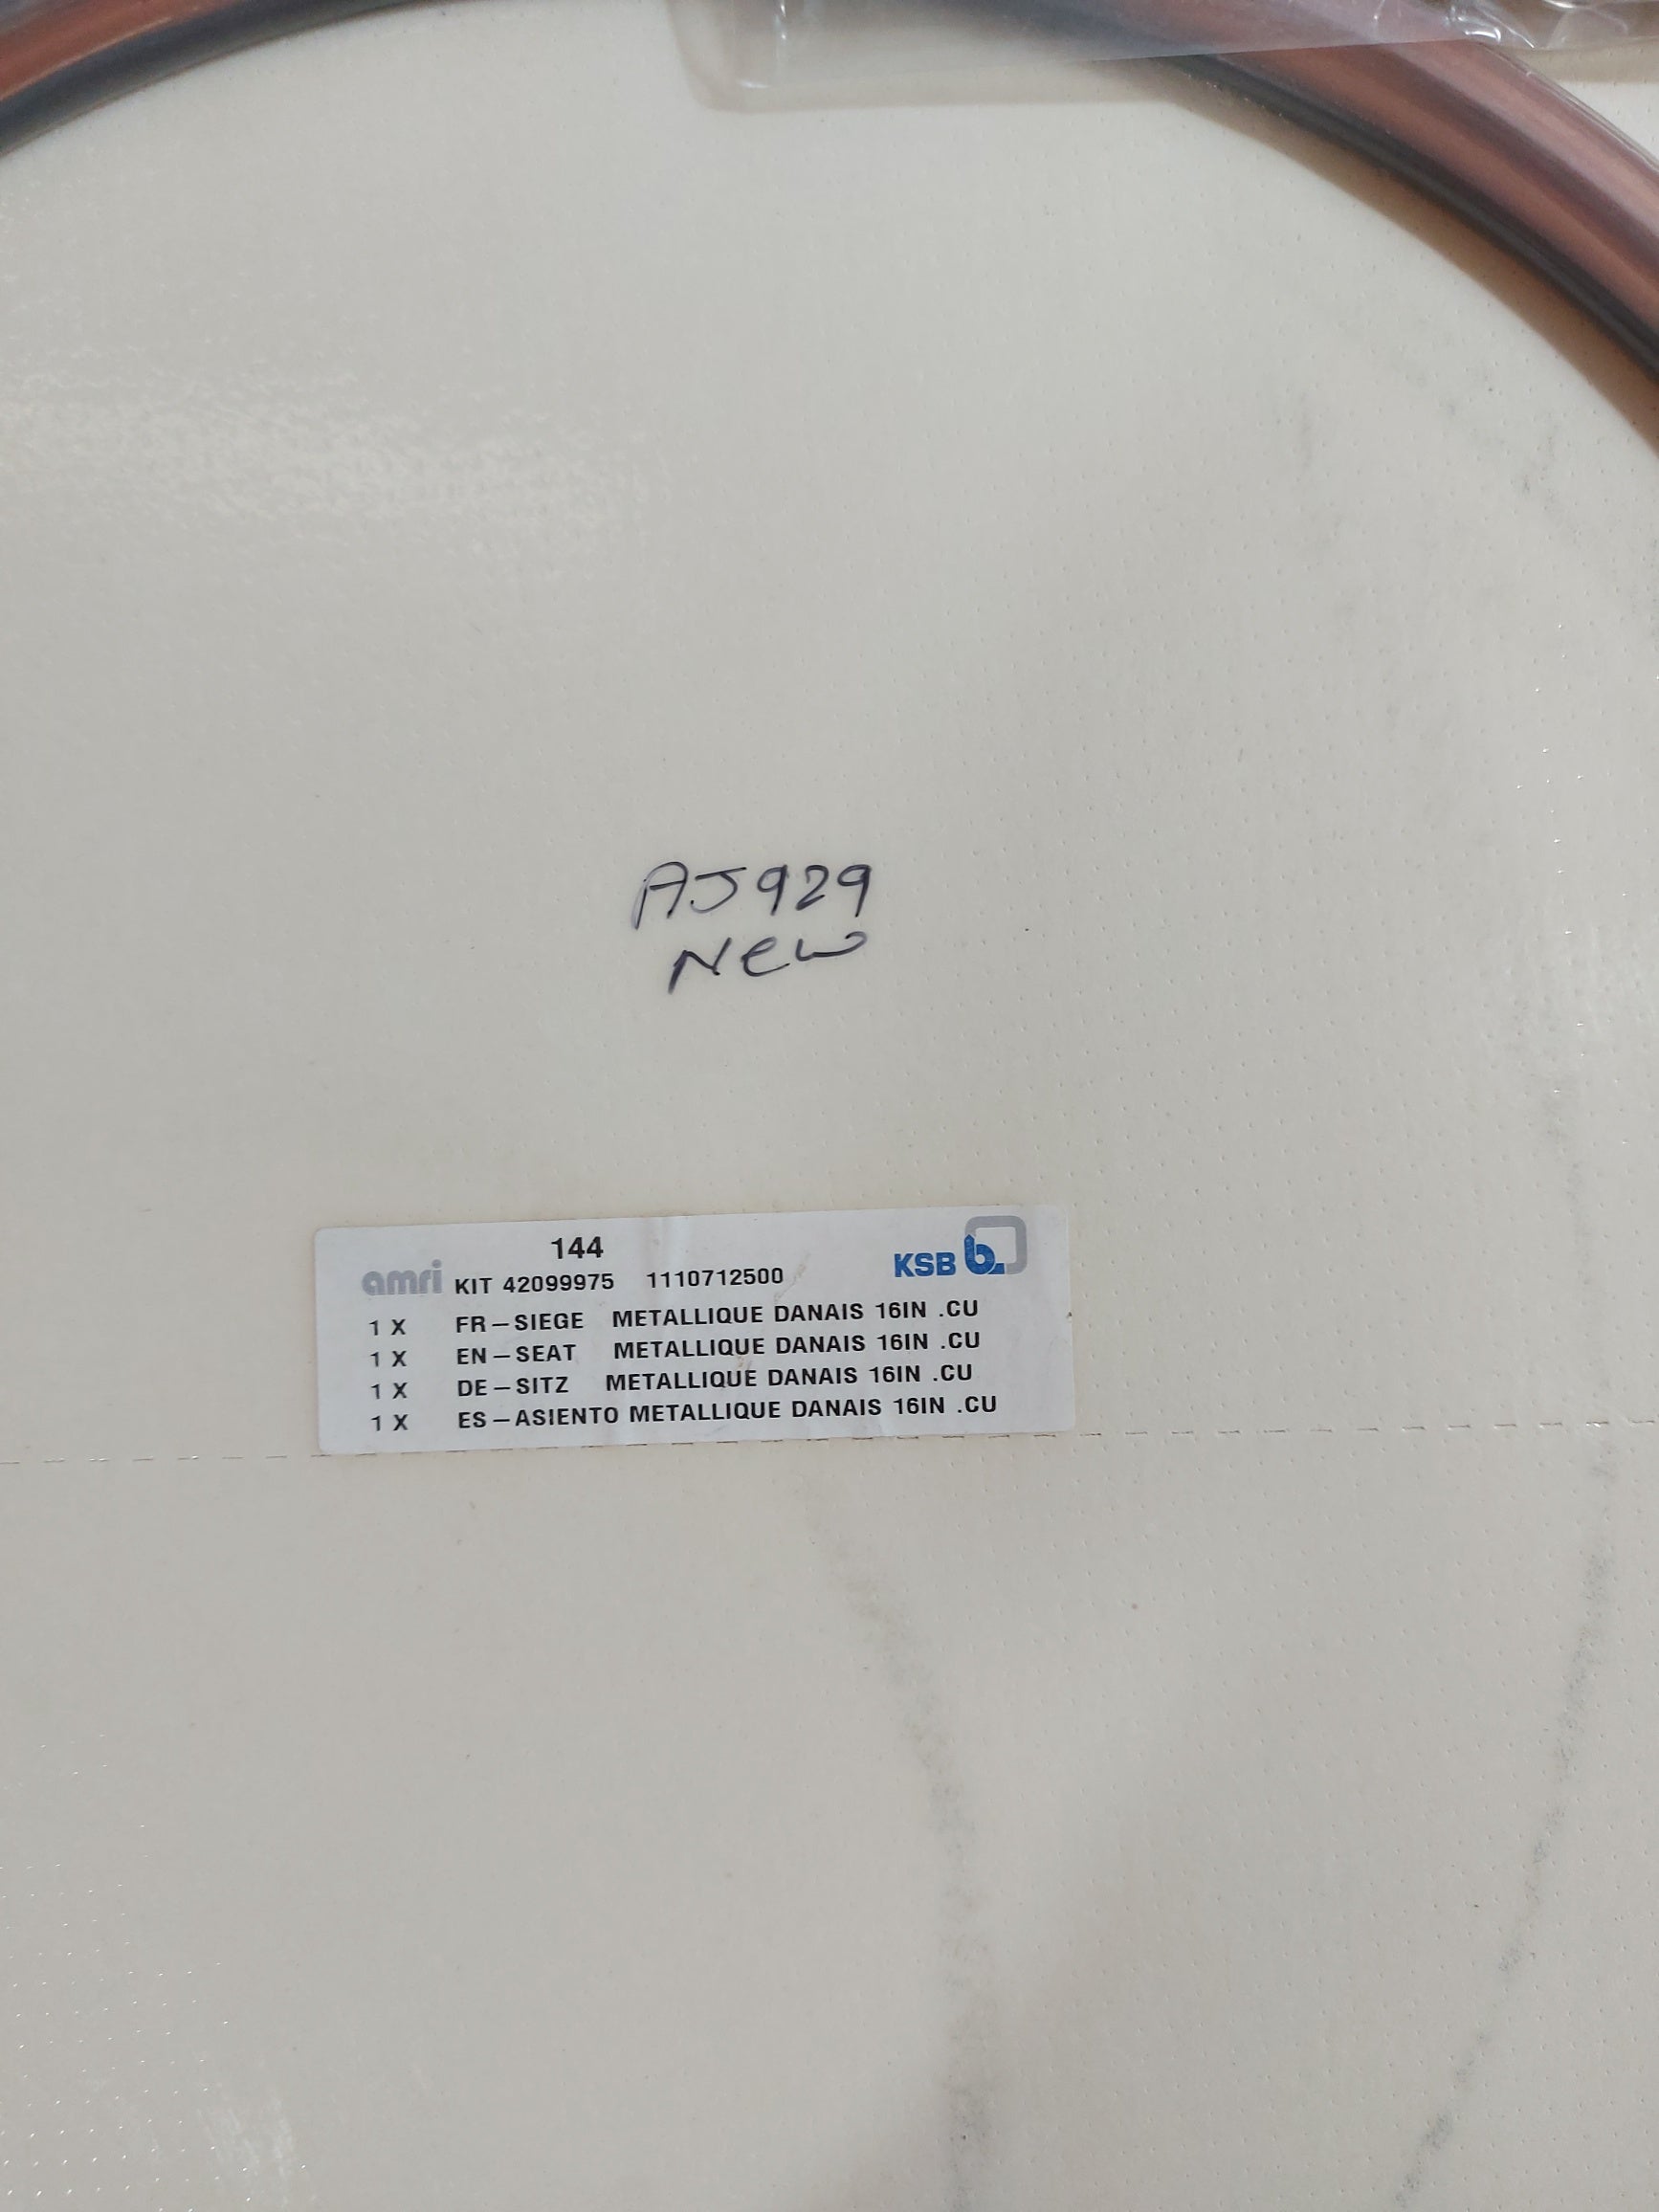 AJ929
New
144
amri KIT 42099975 1110712500 KSB
1 X FR-SIEGE METALLIQUE DANAIS 16IN .CU
1 X EN-SEAT METALLIQUE DANAIS 16IN .CU
1 X DE-SITZ METALLIQUE DANAIS 16IN .CU
1 X ES-ASIENTO METALLIQUE DANAIS 16IN .CU